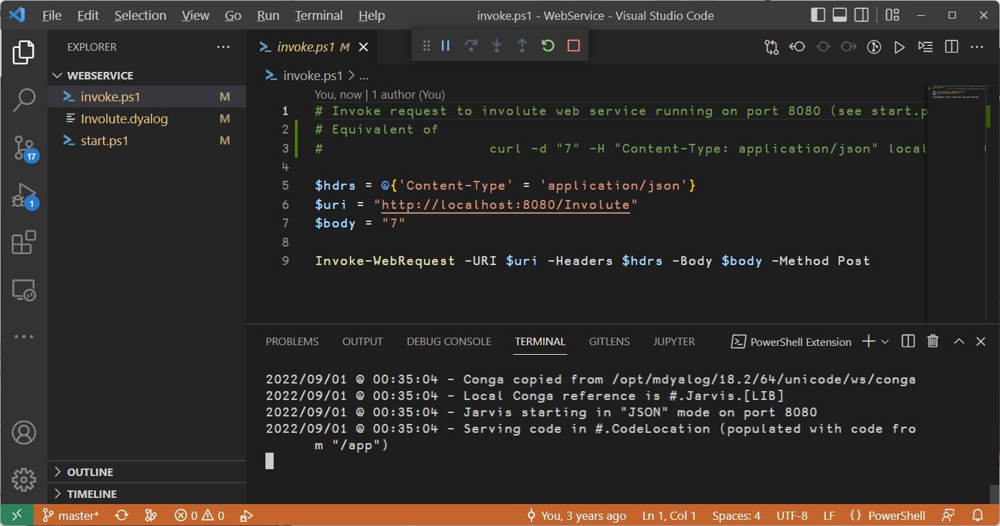 File Edit Selection View Go Run Terminal Help
invoke.ps1 - WebService - Visual Studio Code
EXPLORER
WEBSERVICE
invoke.ps1 M
Involute.dyalog M
start.ps1 M
OUTLINE
TIMELINE
17
1
invoke.ps1 M
invoke.ps1 > ...
You, now | 1 author (You)
1 # Invoke request to involute web service running on port 8080 (see start.p
2 # Equivalent of
3 # curl -d "7" -H "Content-Type: application/json" local
4
5 $hdrs = @{'Content-Type' = 'application/json'}
6 $uri = "http://localhost:8080/Involute"
7 $body = "7"
8
9 Invoke-WebRequest -URI $uri -Headers $hdrs -Body $body -Method Post
PROBLEMS OUTPUT DEBUG CONSOLE TERMINAL GITLENS JUPYTER PowerShell Extension
2022/09/01 @ 00:35:04 - Conga copied from /opt/mdyalog/18.2/64/unicode/ws/conga
2022/09/01 @ 00:35:04 - Local Conga reference is #.Jarvis.[LIB]
2022/09/01 @ 00:35:04 - Jarvis starting in "JSON" mode on port 8080
2022/09/01 @ 00:35:04 - Serving code in #.CodeLocation (populated with code fro
m "/app")
master* 0 0 You, 3 years ago Ln 1, Col 1 Spaces: 4 UTF-8 LF {} PowerShell